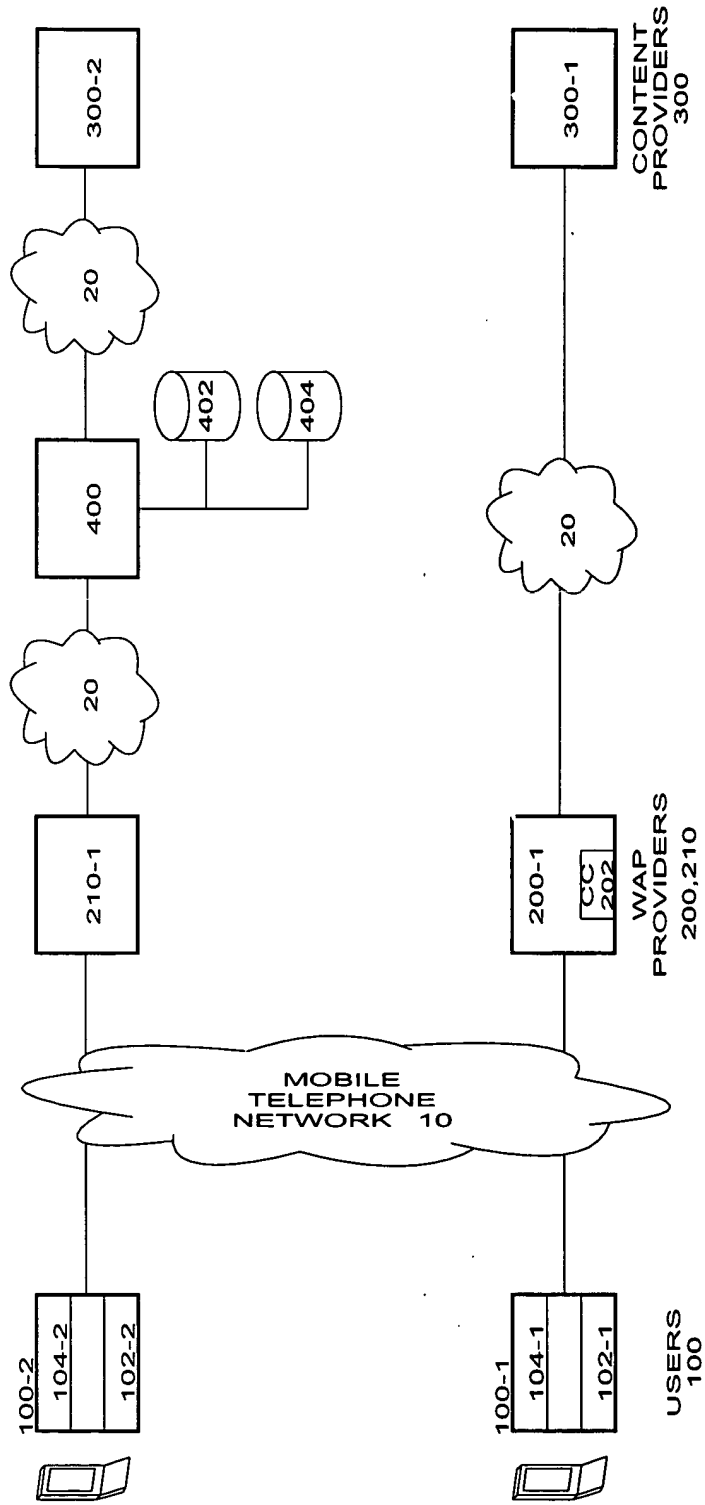 100-2
104-2
102-2
210-1
20
400
402
404
20
300-2
MOBILE
TELEPHONE
NETWORK 10
100-1
104-1
102-1
200-1
CC
202
20
300-1
USERS
100
WAP
PROVIDERS
200,210
CONTENT
PROVIDERS
300